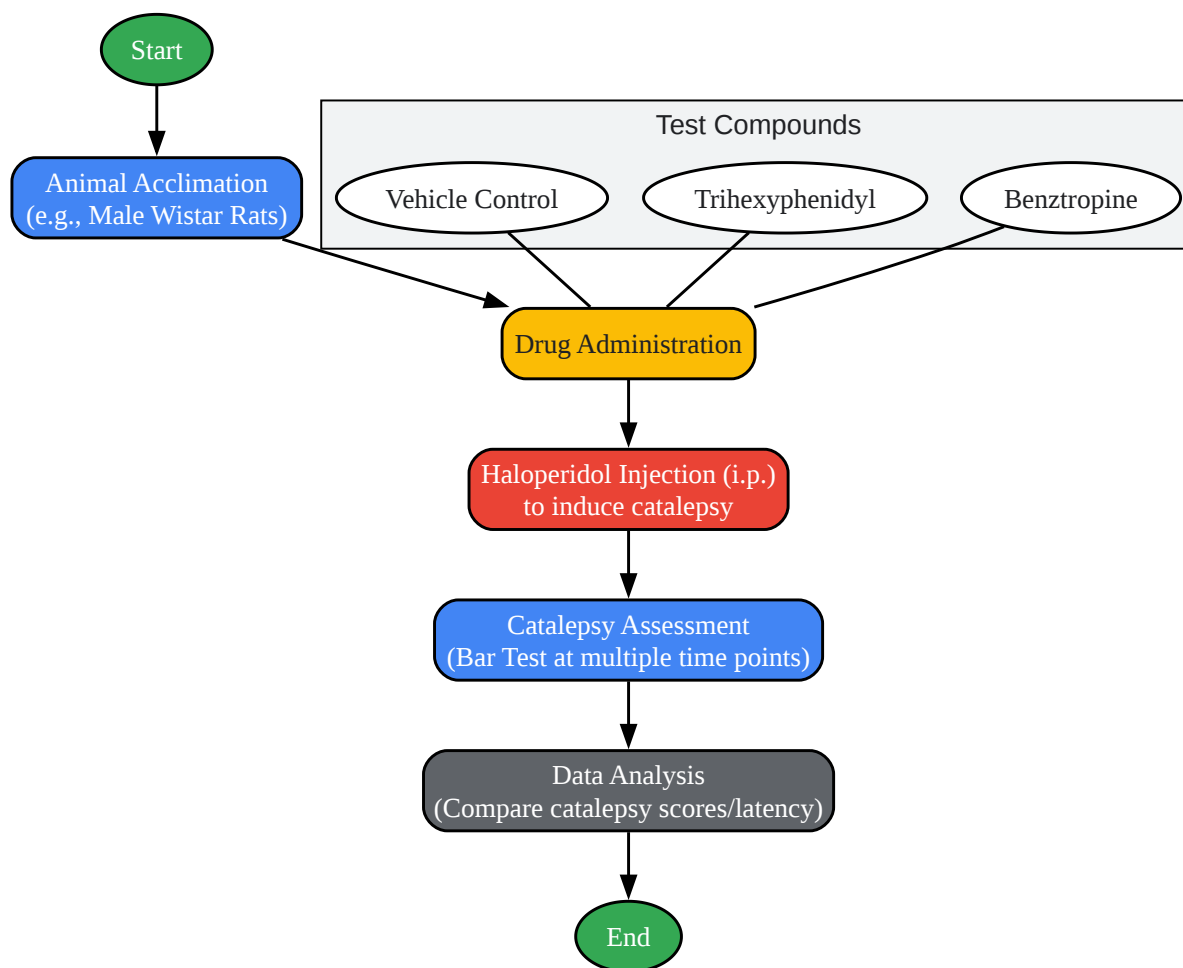 Start
Test Compounds
Animal Acclimation
(e.g., Male Wistar Rats)
Vehicle Control
Trihexyphenidyl
Benztropine
Drug Administration
Haloperidol Injection (i.p.)
to induce catalepsy
Catalepsy Assessment
(Bar Test at multiple time points)
Data Analysis
(Compare catalepsy scores/latency)
End